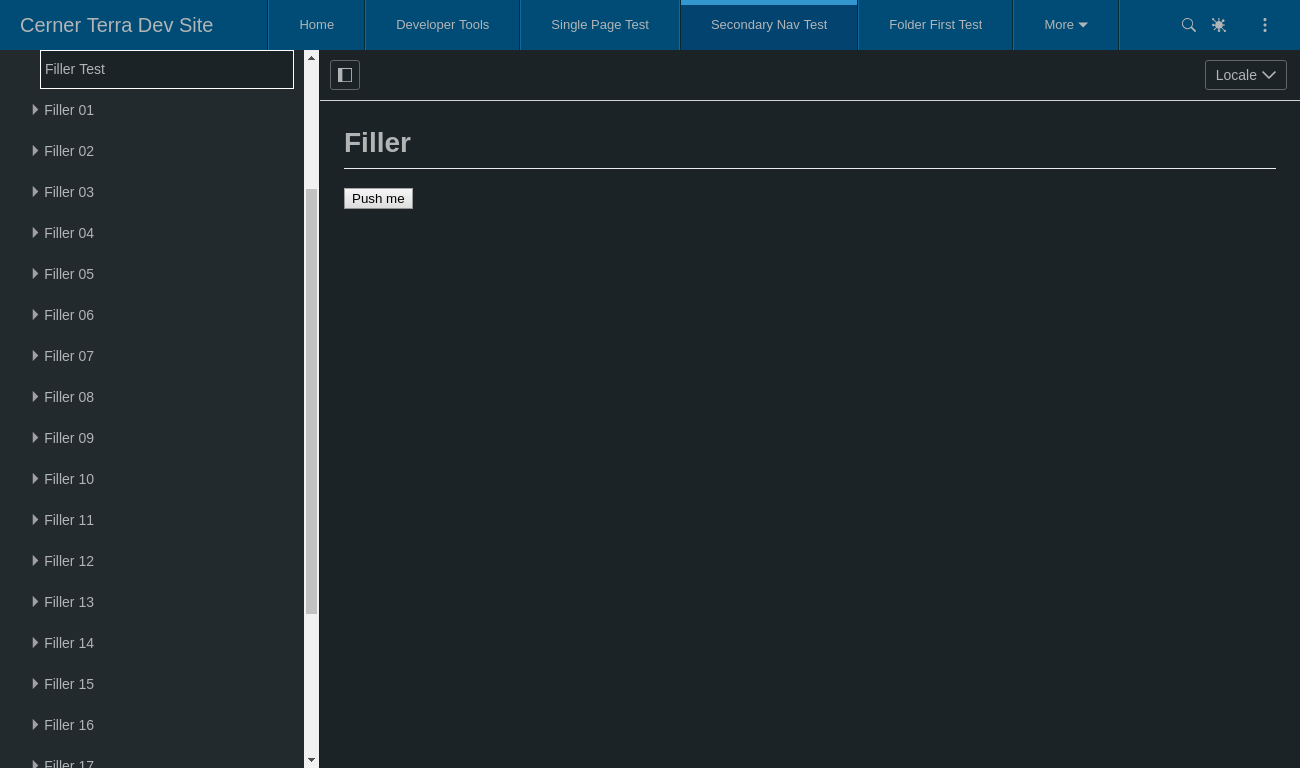 Cerner Terra Dev Site
Home
Developer Tools
Single Page Test
Secondary Nav Test
Folder First Test
More
Filler Test
Filler 01
Filler 02
Filler 03
Filler 04
Filler 05
Filler 06
Filler 07
Filler 08
Filler 09
Filler 10
Filler 11
Filler 12
Filler 13
Filler 14
Filler 15
Filler 16
Filler 17
Locale
Filler
Push me